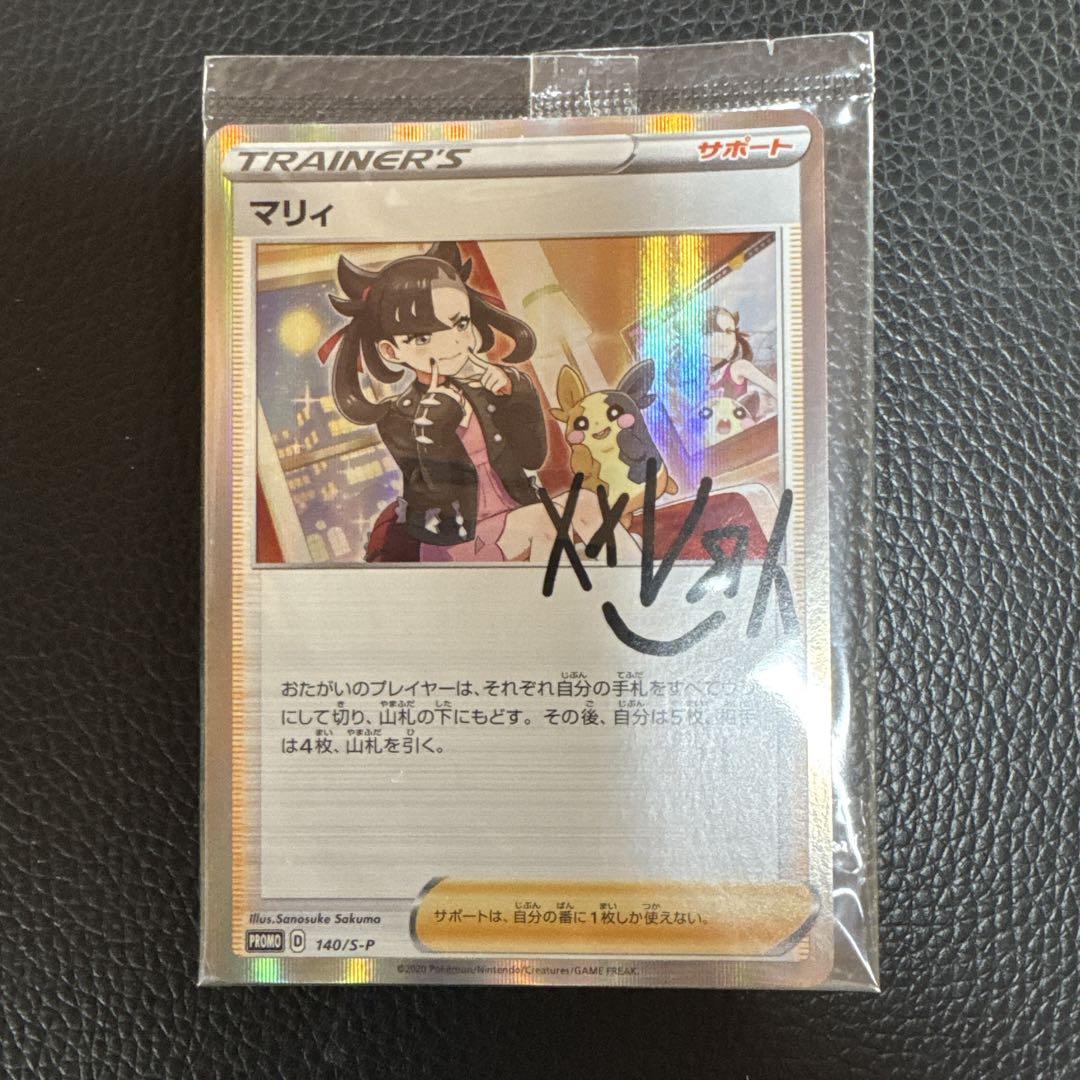 TRAINER'S
サポート
マリィ
おたがいのプレイヤーは、それぞれ自分の手札をすべてウラ
にして切り、山札の下にもどす。その後、自分は5枚、相手
は4枚、山札を引く。
サポートは、自分の番に1枚しか使えない。
illus.Sanosuke Sakuma
PROMO D 140/S-P
©2020 Pokémon/Nintendo/Creatures/GAME FREAK.